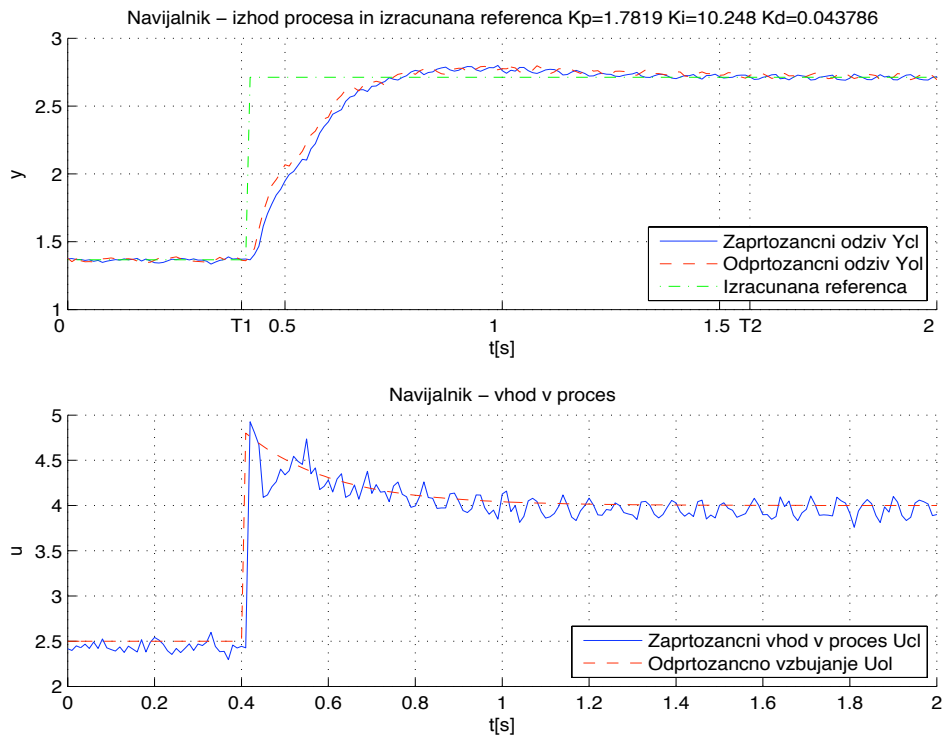 Navijalnik – izhod procesa in izracunana referenca Kp=1.7819 Ki=10.248 Kd=0.043786
3
2.5
2
1.5
1
y
Zaprtozancni odziv Ycl
Odprtozancni odziv Yol
Izracunana referenca
0 T1 0.5 1 1.5 T2 2
t[s]
Navijalnik – vhod v proces
5
4.5
4
3.5
3
2.5
2
u
Zaprtozancni vhod v proces Ucl
Odprtozancno vzbujanje Uol
0 0.2 0.4 0.6 0.8 1 1.2 1.4 1.6 1.8 2
t[s]